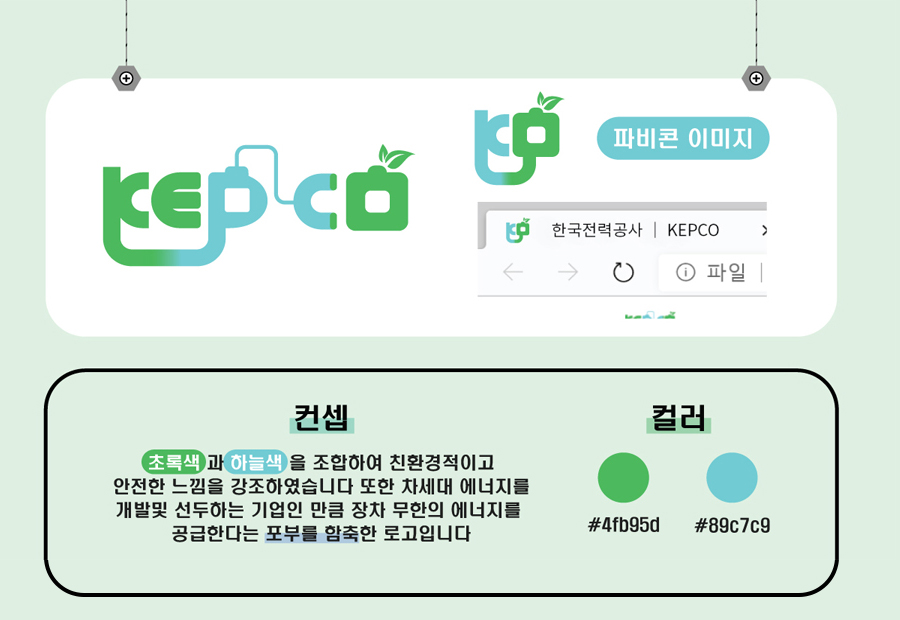 KEPCO
KP
파비콘 이미지
한국전력공사 | KEPCO
파일
컨셉
초록색과 하늘색을 조합하여 친환경적이고
안전한 느낌을 강조하였습니다 또한 차세대 에너지를
개발및 선두하는 기업인 만큼 장차 무한의 에너지를
공급한다는 포부를 함축한 로고입니다
컬러
#4fb95d
#89c7c9